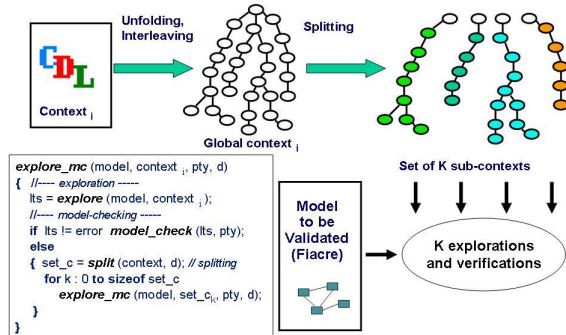 Unfolding,
Interleaving
Splitting
CDL
Context i
Global context i
Set of K sub-contexts
explore_mc (model, context i, pty, d)
{ //---- exploration -----
lts = explore (model, context i );
//---- model-checking -----
if lts != error model_check (lts, pty);
else
{ set_c = split (context, d); // splitting
for k : 0 to sizeof set_c
explore_mc (model, set_ck, pty, d);
}
}
Model
to be
Validated
(Fiacre)
K explorations
and verifications